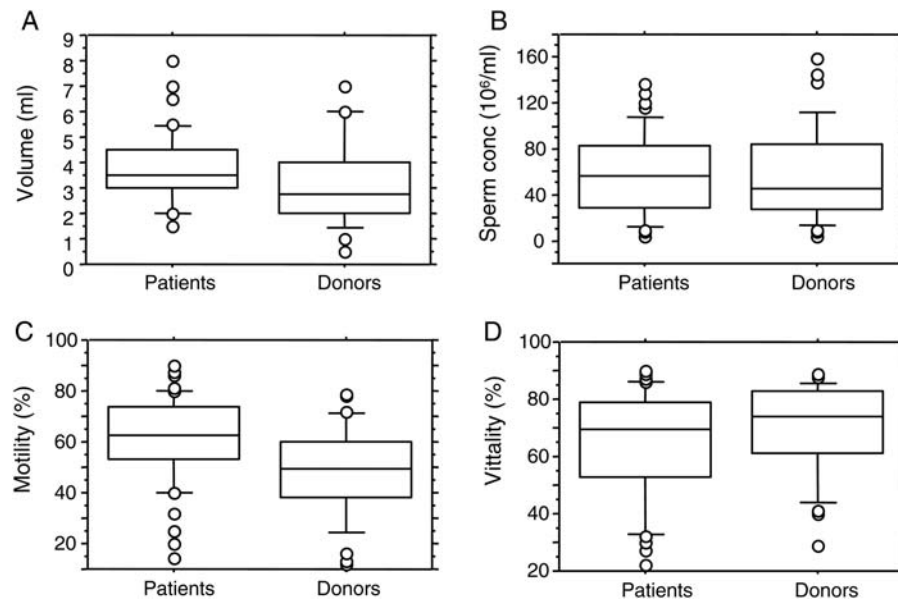 A
Volume (ml)
9
8
7
6
5
4
3
2
1
0
Patients
Donors
B
Sperm conc (10⁶/ml)
160
120
80
40
0
Patients
Donors
C
Motility (%)
100
80
60
40
20
Patients
Donors
D
Vittality (%)
100
80
60
40
20
Patients
Donors